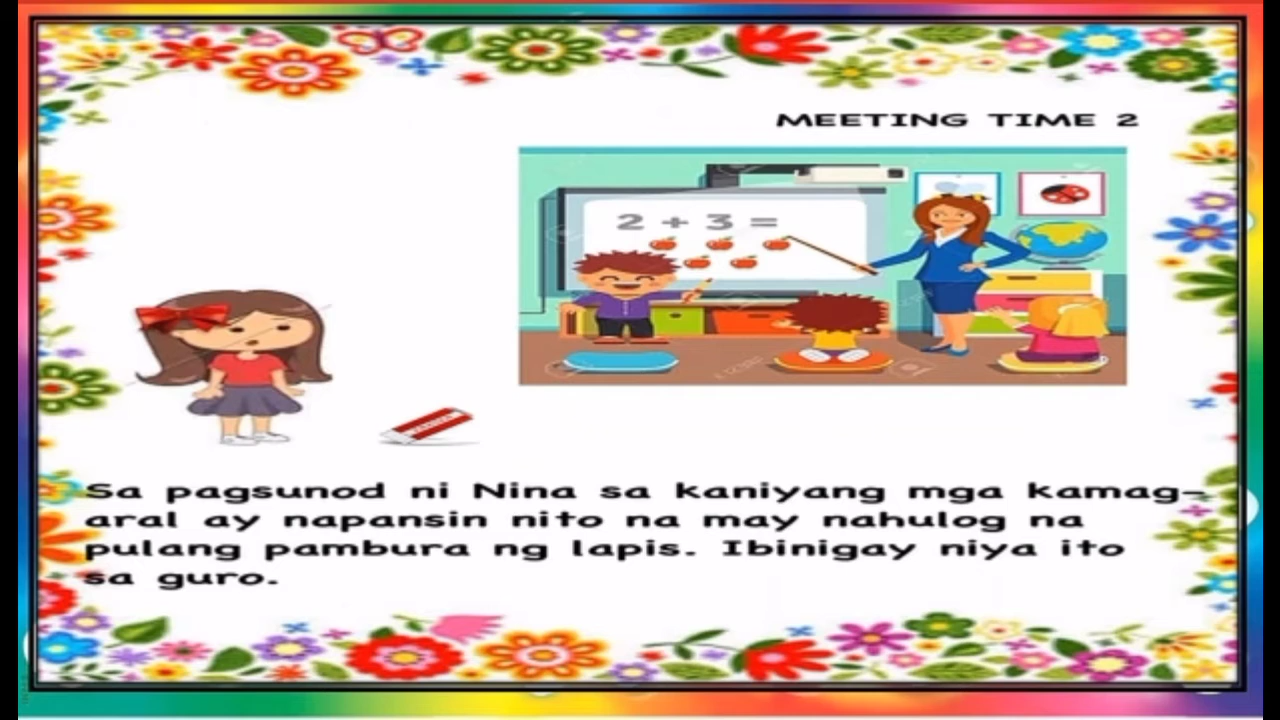 MEETING TIME 2
2 + 3 =
Sa pagsunod ni Nina sa kaniyang mga kamag-
aral ay napansin nito na may nahulog na
pulang pambura ng lapis. Ibinigay niya ito
sa guro.